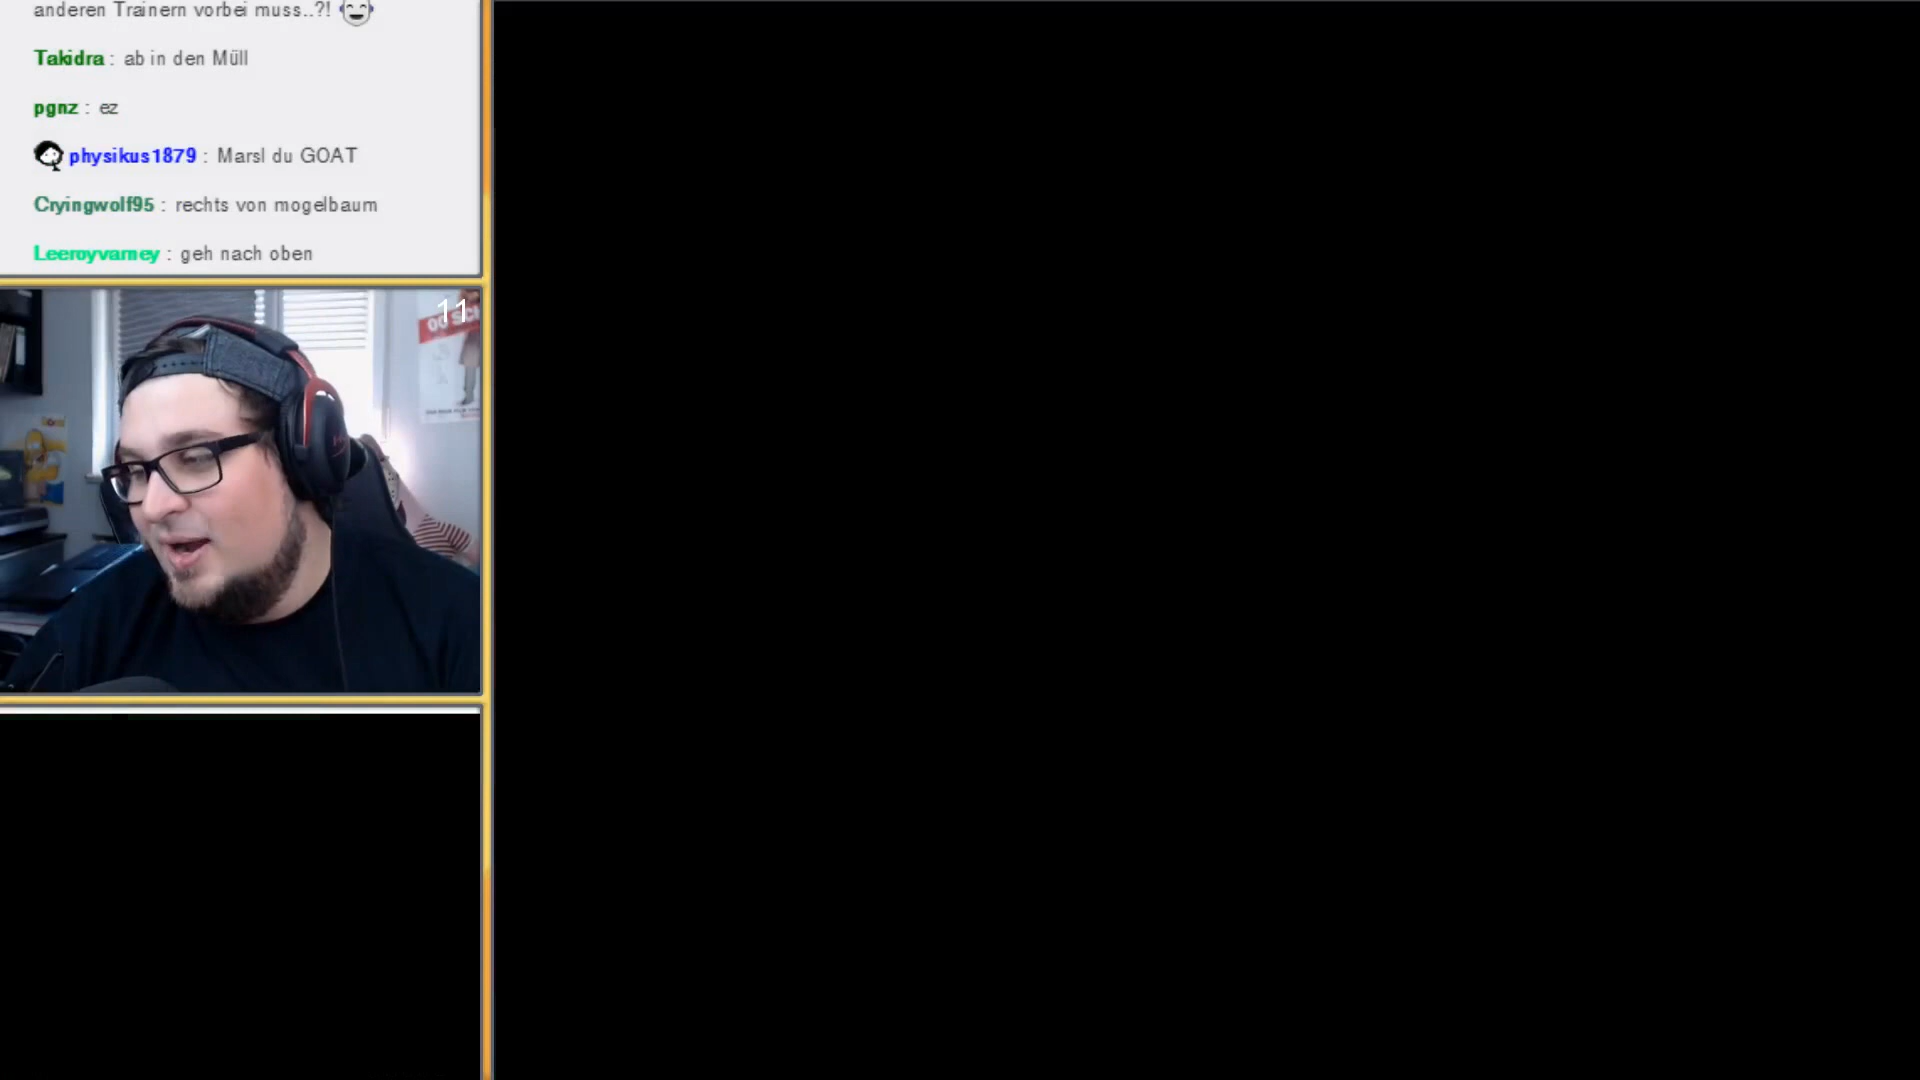 anderen Trainern vorbei muss..?!
Takidra : ab in den Müll
pgnz : ez
physikus1879 : Marsl du GOAT
Cryingwolf95 : rechts von mogelbaum
Leeroyvarney : geh nach oben
11